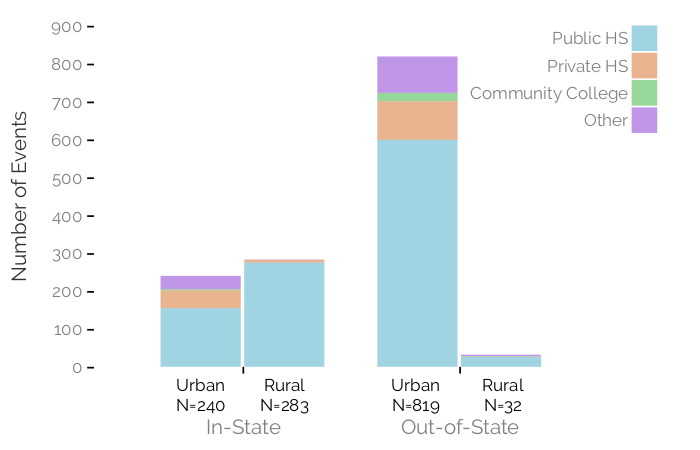 Number of Events
900
800
700
600
500
400
300
200
100
0
Public HS
Private HS
Community College
Other
Urban Rural Urban Rural
N=240 N=283 N=819 N=32
In-State Out-of-State